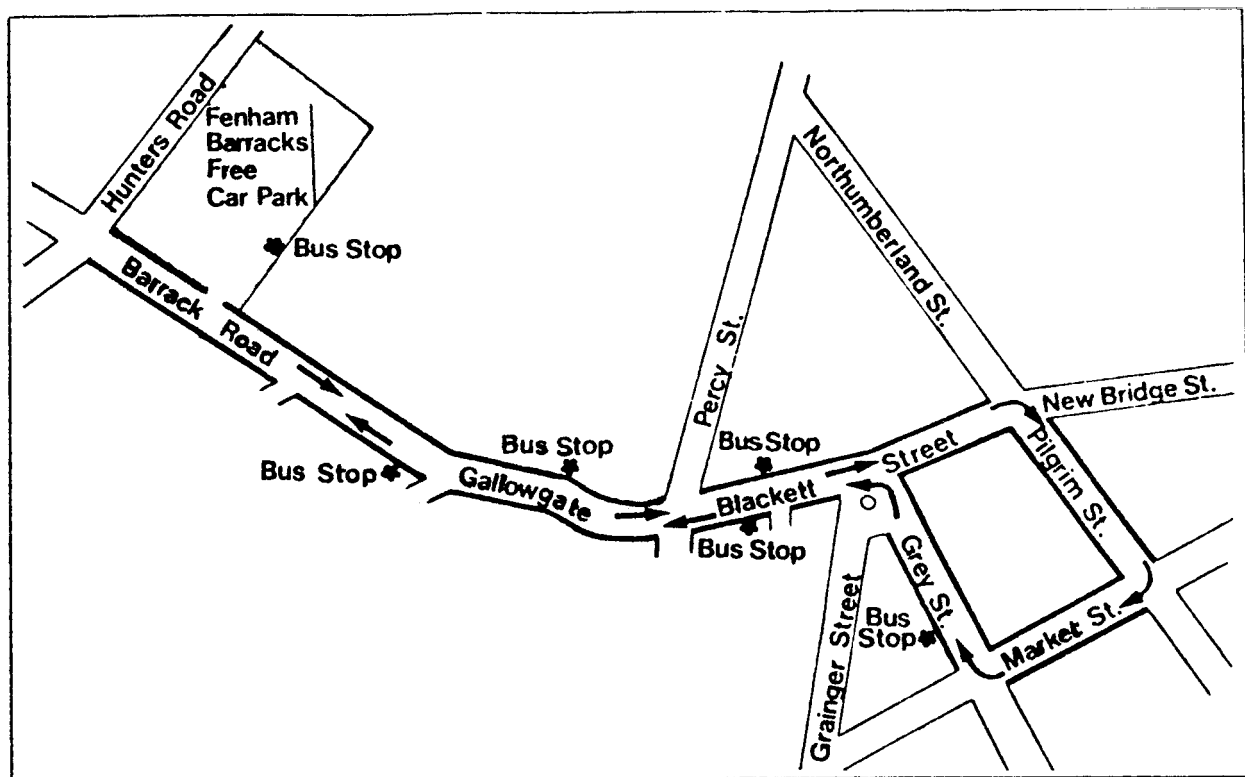 Hunters Road
Fenham
Barracks
Free
Car Park
Bus Stop
Barrack Road
Northumberland St.
Percy St.
New Bridge St.
Bus Stop
Bus Stop
Bus Stop
Gallowgate
Blackett Street
Pilgrim St.
Bus Stop
Grey St.
Grainger Street
Bus
Stop
Market St.